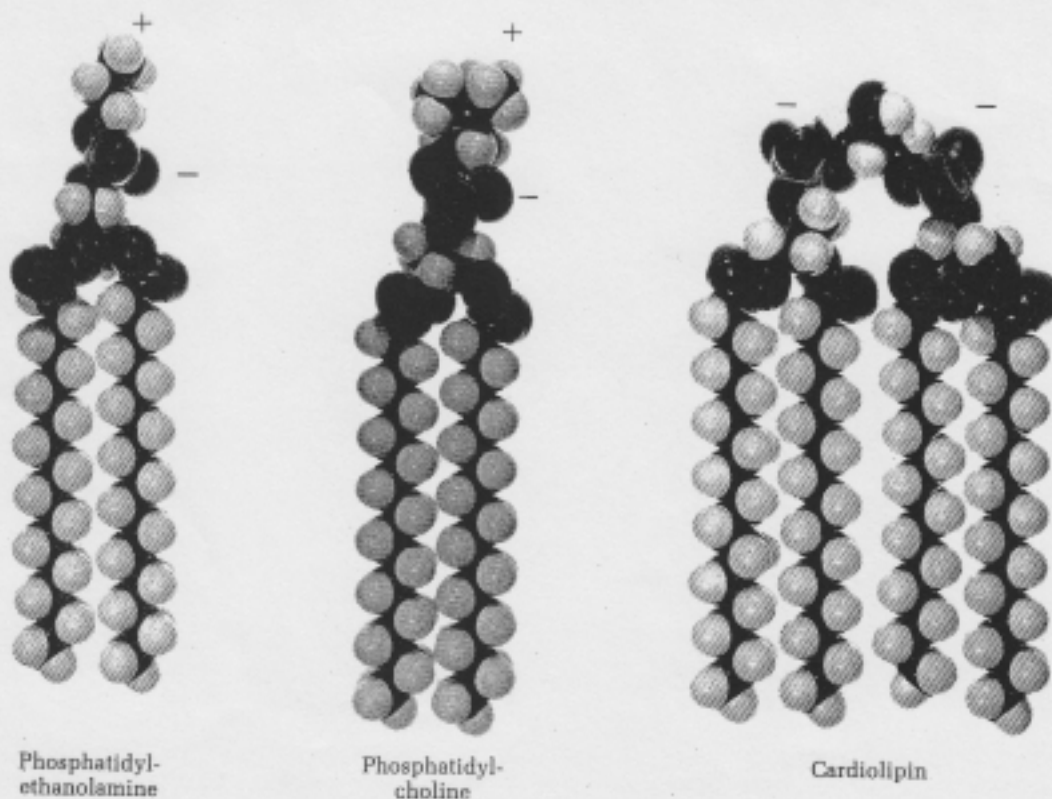 +
+
−
−
−
−
Phosphatidyl-
ethanolamine
Phosphatidyl-
choline
Cardiolipin